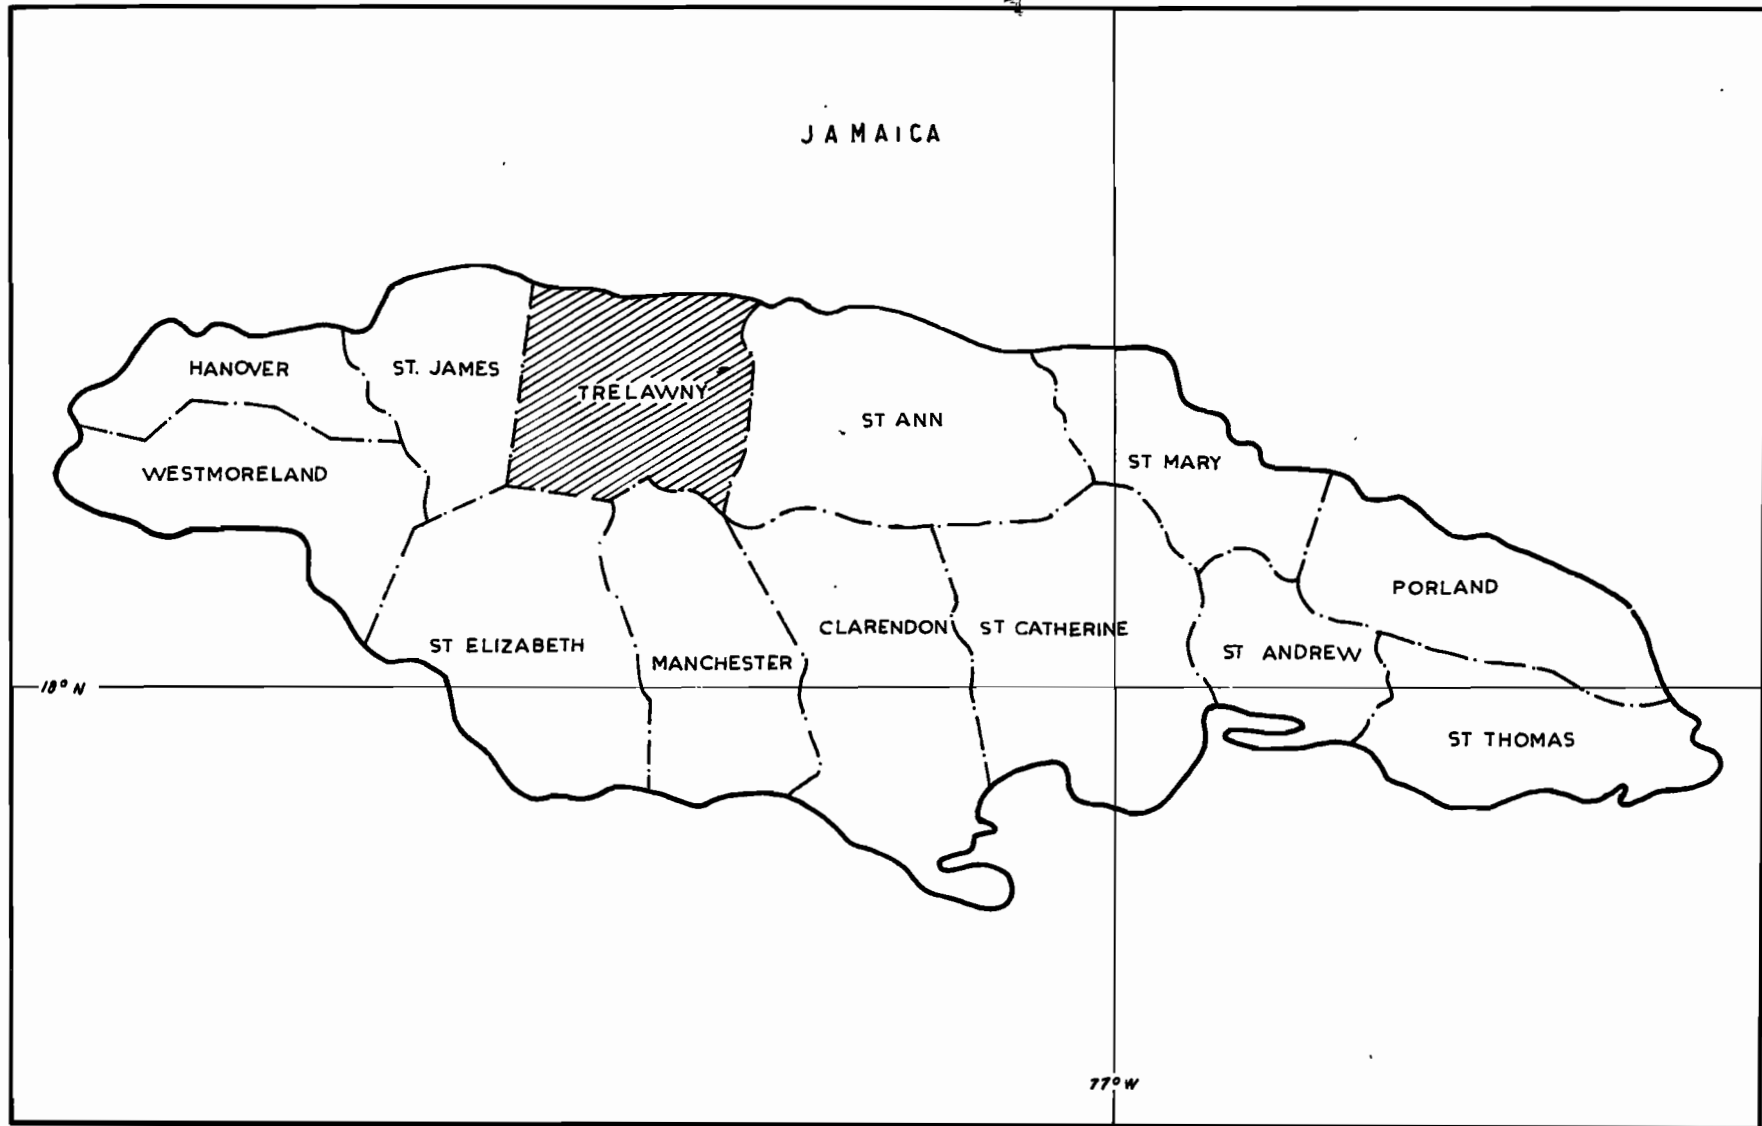 JAMAICA
HANOVER
ST. JAMES
TRELAWNY
ST ANN
ST MARY
WESTMORELAND
PORLAND
CLARENDON
ST CATHERINE
ST ELIZABETH
MANCHESTER
ST ANDREW
18° N
ST THOMAS
77° W